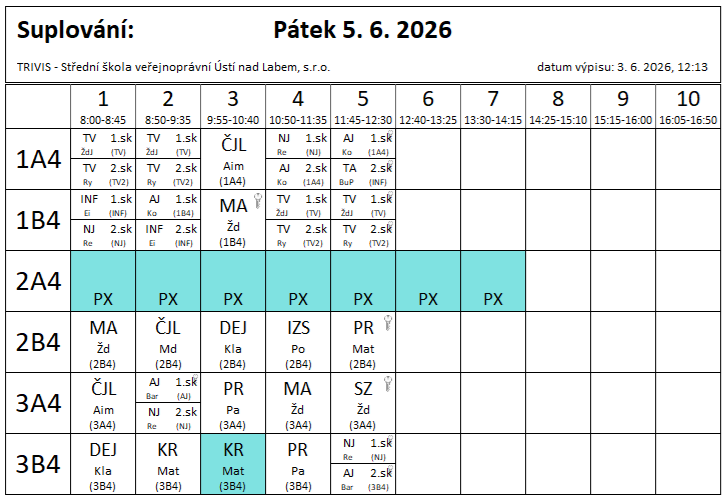 Suplování: Pátek 5. 6. 2026
TRIVIS - Střední škola veřejnoprávní Ústí nad Labem, s.r.o. datum výpisu: 3. 6. 2026, 12:13
1 2 3 4 5 6 7 8 9 10
8:00-8:45 8:50-9:35 9:55-10:40 10:50-11:35 11:45-12:30 12:40-13:25 13:30-14:15 14:25-15:10 15:15-16:00 16:05-16:50
1A4
TV 1.sk TV 1.sk ČJL NJ 1.sk AJ 1.sk
ŽdJ (TV) ŽdJ (TV) Aim Re (NJ) Ko (1A4)
TV 2.sk TV 2.sk (1A4) AJ 2.sk TA 2.sk
Ry (TV2) Ry (TV2) Ko (1A4) BuP (INF)
1B4
INF 1.sk AJ 1.sk MA TV 1.sk TV 1.sk
Ei (INF) Ko (1B4) Žd ŽdJ (TV) ŽdJ (TV)
NJ 2.sk INF 2.sk (1B4) TV 2.sk TV 2.sk
Re (NJ) Ei (INF) Ry (TV2) Ry (TV2)
2A4
PX PX PX PX PX PX PX
2B4
MA ČJL DEJ IZS PR
Žd Md Kla Po Mat
(2B4) (2B4) (2B4) (2B4) (2B4)
3A4
ČJL AJ 1.sk PR MA SZ
Aim Bar (AJ) Pa Žd Žd
(3A4) NJ 2.sk (3A4) (3A4) (3A4)
Re (NJ)
3B4
DEJ KR KR PR NJ 1.sk
Kla Mat Mat Pa Re (NJ)
(3B4) (3B4) (3B4) (3B4) AJ 2.sk
Bar (3B4)